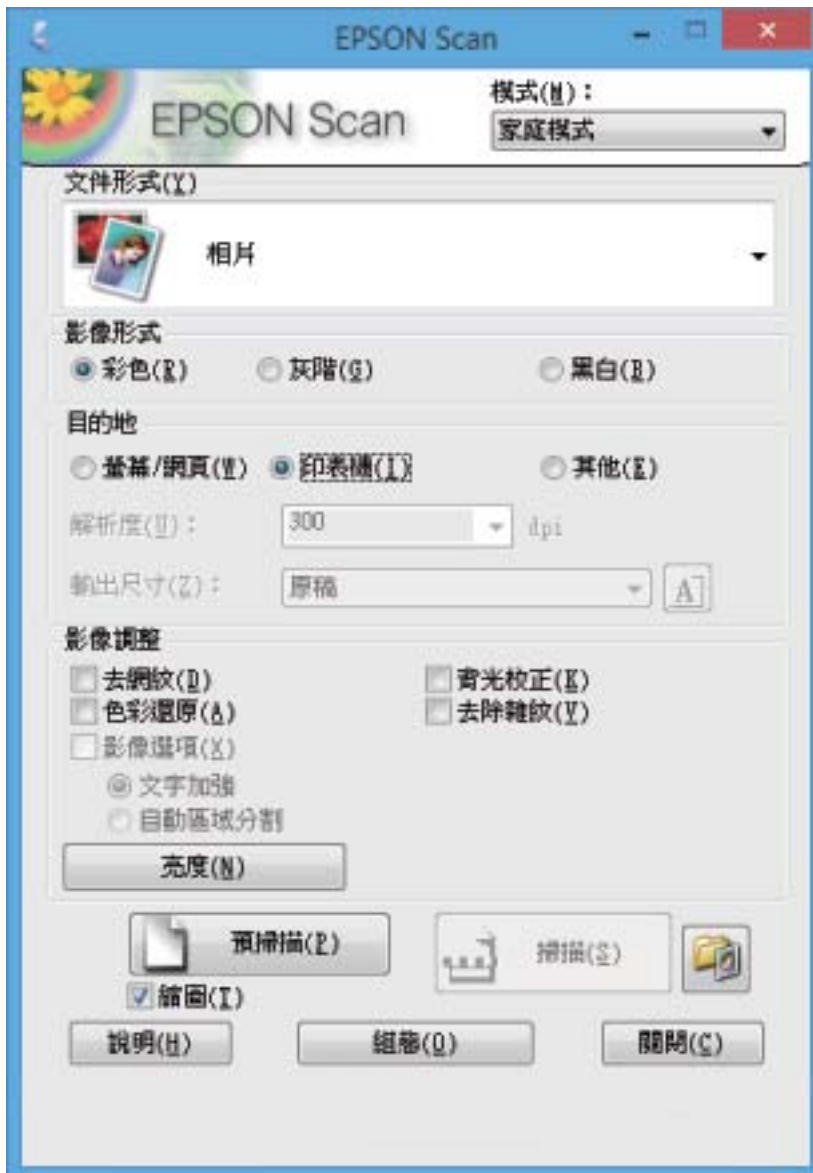 EPSON Scan
EPSON Scan
模式(M)：
家庭模式
文件形式(Y)
相片
影像形式
彩色(R) 灰階(G) 黑白(B)
目的地
螢幕/網頁(W) 印表機(I) 其他(E)
解析度(U)： 300 dpi
輸出尺寸(Z)： 原稿 A
影像調整
去網紋(D) 背光校正(K)
色彩還原(A) 去除雜紋(V)
影像選項(X)
文字加強
自動區域分割
亮度(N)
預掃描(P) 掃描(S)
縮圖(T)
說明(H) 組態(O) 關閉(C)